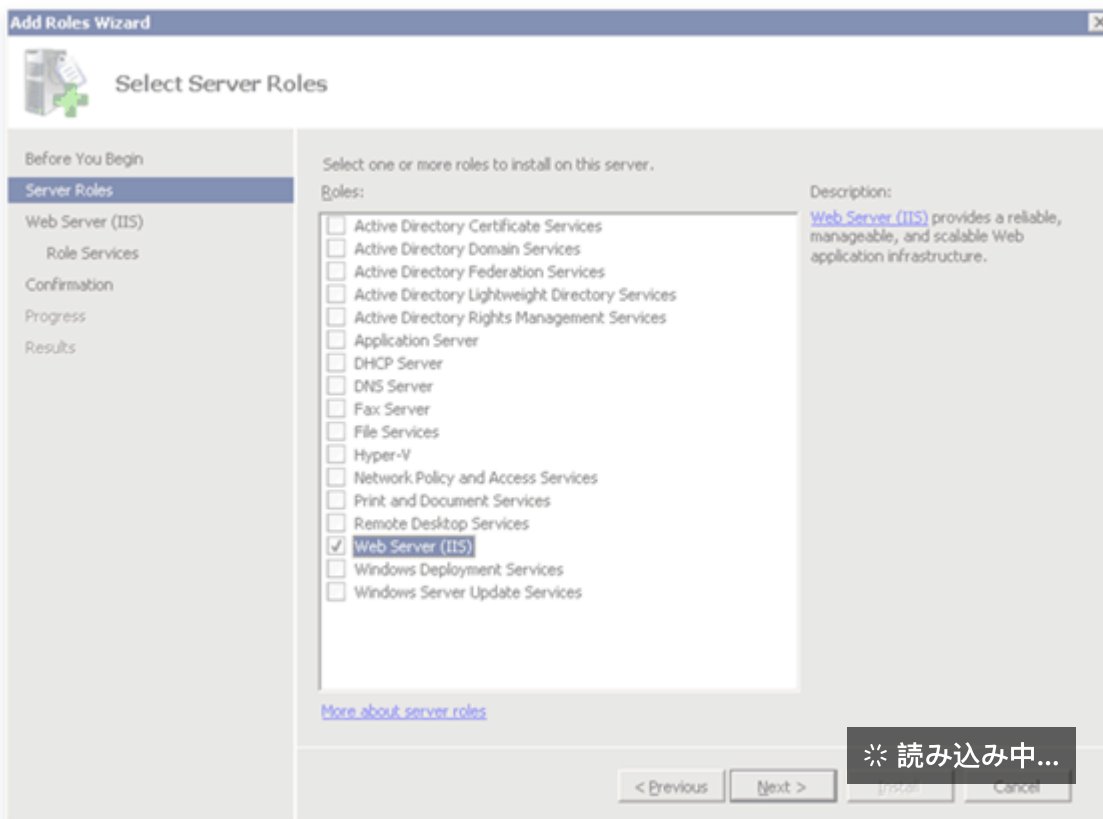 Add Roles Wizard
Select Server Roles
Before You Begin
Server Roles
Web Server (IIS)
Role Services
Confirmation
Progress
Results
Select one or more roles to install on this server.
Roles:
Active Directory Certificate Services
Active Directory Domain Services
Active Directory Federation Services
Active Directory Lightweight Directory Services
Active Directory Rights Management Services
Application Server
DHCP Server
DNS Server
Fax Server
File Services
Hyper-V
Network Policy and Access Services
Print and Document Services
Remote Desktop Services
Web Server (IIS)
Windows Deployment Services
Windows Server Update Services
More about server roles
Description:
Web Server (IIS) provides a reliable,
manageable, and scalable Web
application infrastructure.
読み込み中...
< Previous
Next >
Install
Cancel